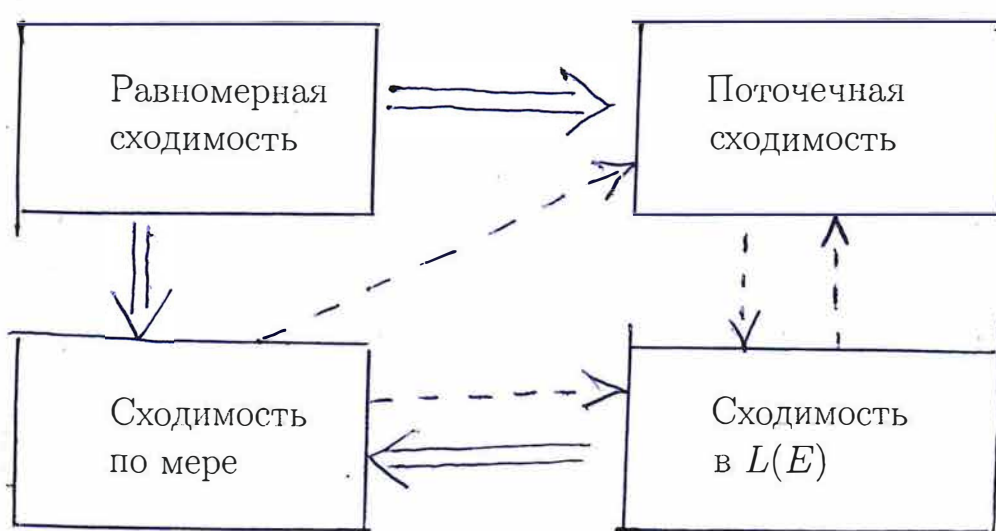 Равномерная
сходимость
Поточечная
сходимость
Сходимость
по мере
Сходимость
в L(E)